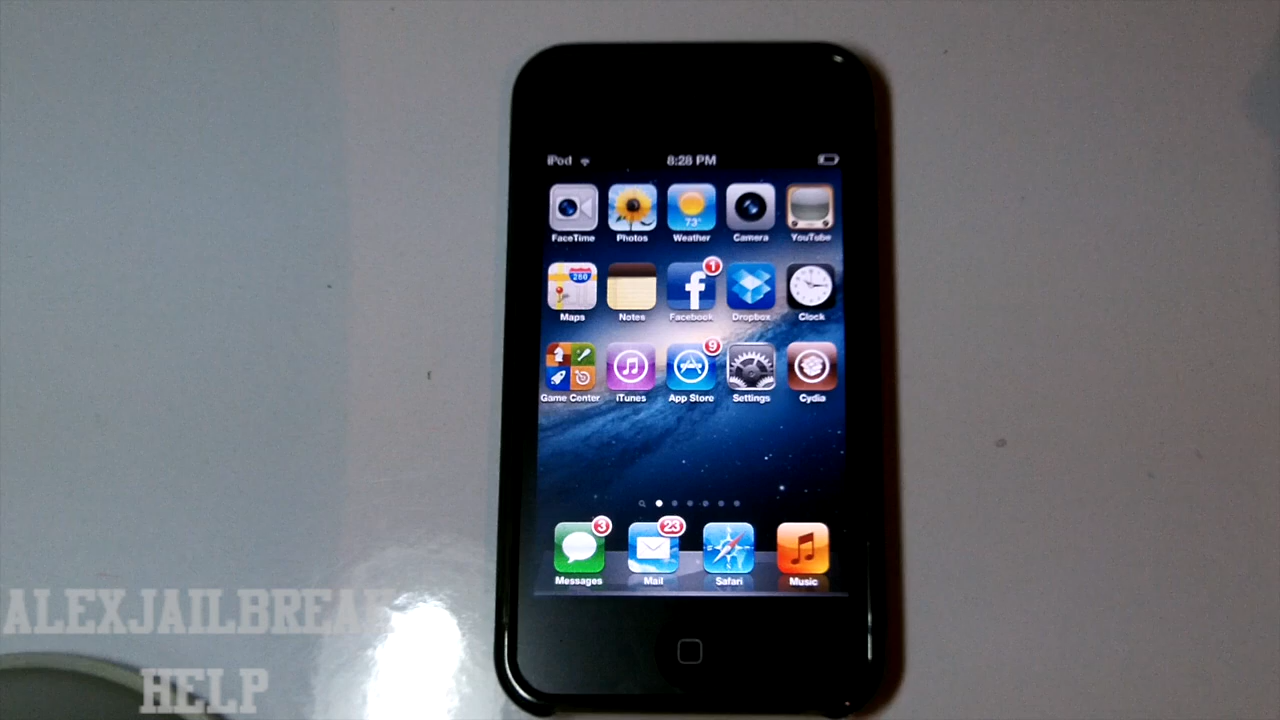 iPod 8:28 PM
FaceTime Photos Weather Camera YouTube
73°
280
Maps Notes Facebook Dropbox Clock
1
Game Center iTunes App Store Settings Cydia
9
3 23
Messages Mail Safari Music
ALEXJAILBREAK
HELP